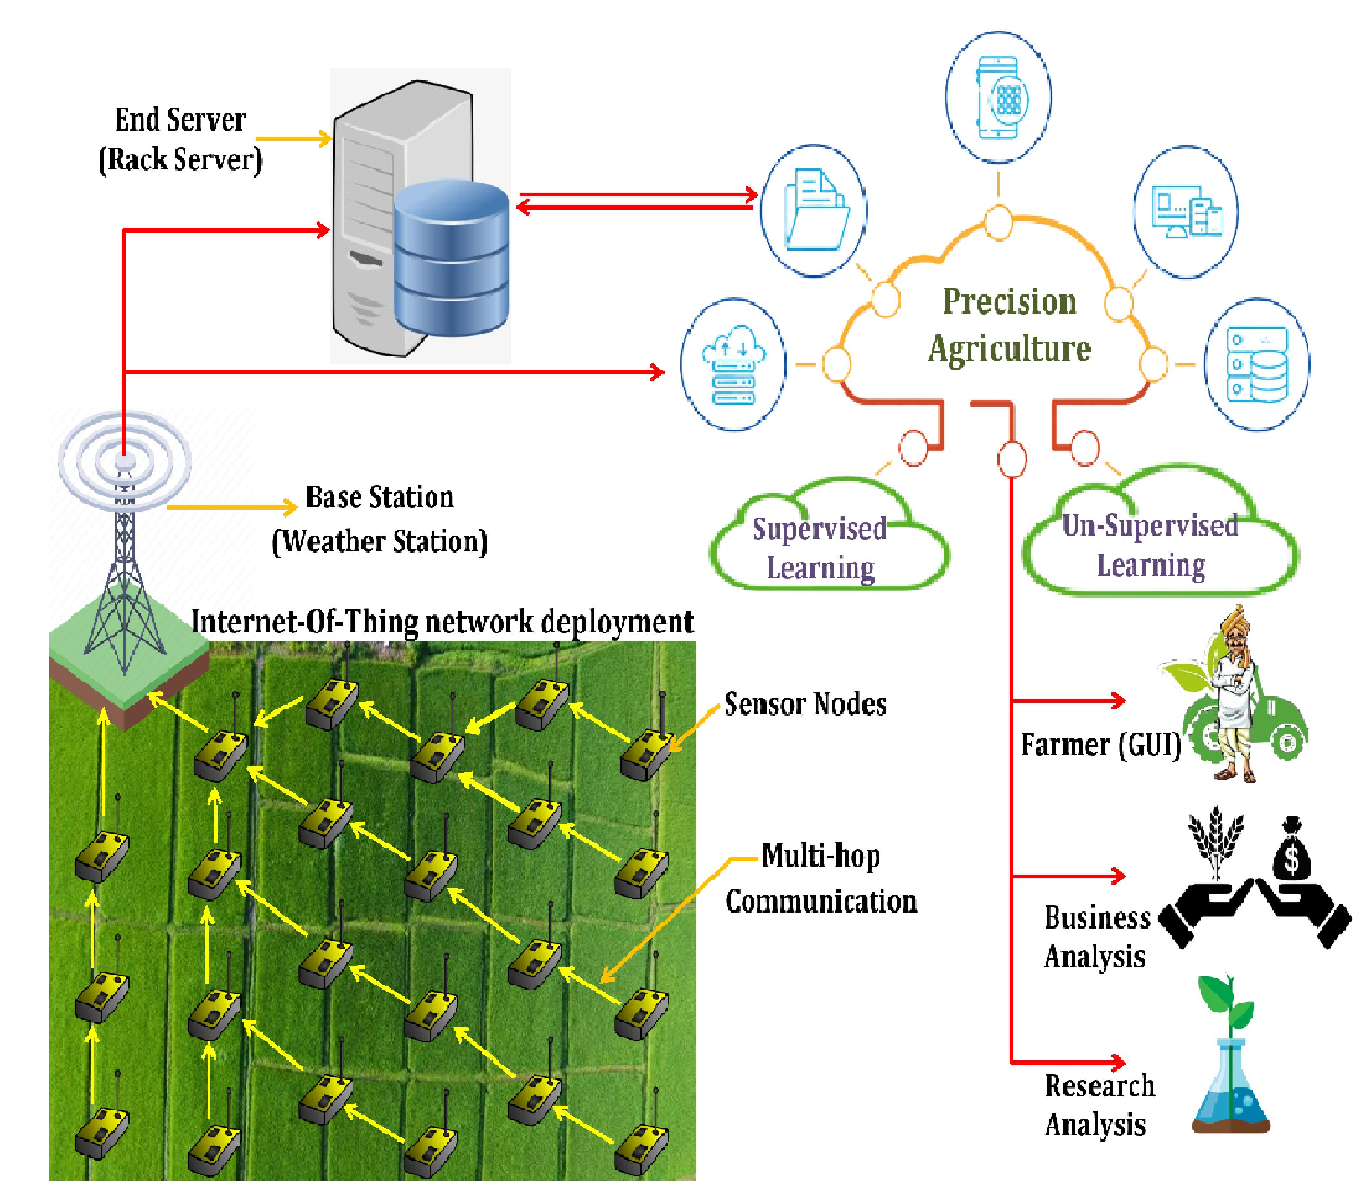 End Server
(Rack Server)
Precision
Agriculture
Base Station
(Weather Station)
Supervised
Learning
Un-Supervised
Learning
Internet-Of-Thing network deployment
Sensor Nodes
Farmer (GUI)
Multi-hop
Communication
$
Business
Analysis
Research
Analysis